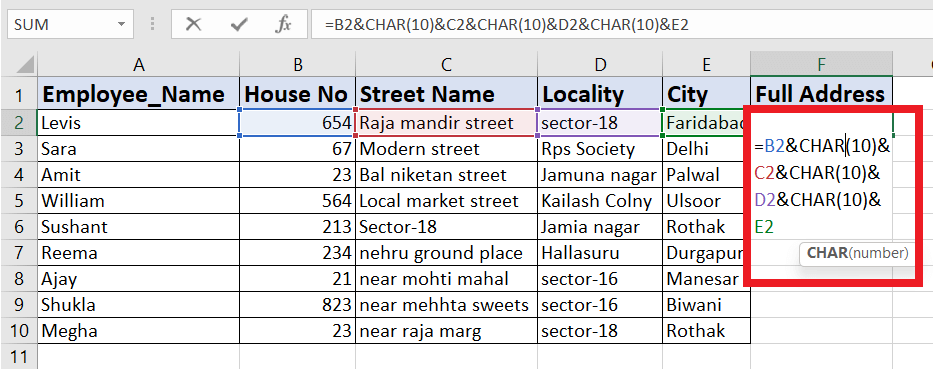 SUM =B2&CHAR(10)&C2&CHAR(10)&D2&CHAR(10)&E2
A B C D E F
1 Employee_Name House No Street Name Locality City Full Address
2 Levis 654 Raja mandir street sector-18 Faridabad
=B2&CHAR(10)&
3 Sara 67 Modern street Rps Society Delhi
C2&CHAR(10)&
4 Amit 23 Bal niketan street Jamuna nagar Palwal
D2&CHAR(10)&
5 William 564 Local market street Kailash Colny Ulsoor
E2
6 Sushant 213 Sector-18 Jamia nagar Rothak
CHAR(number)
7 Reema 234 nehru ground place Hallasuru Durgapur
8 Ajay 21 near mohti mahal sector-16 Manesar
9 Shukla 823 near mehhta sweets sector-16 Biwani
10 Megha 23 near raja marg sector-18 Rothak
11